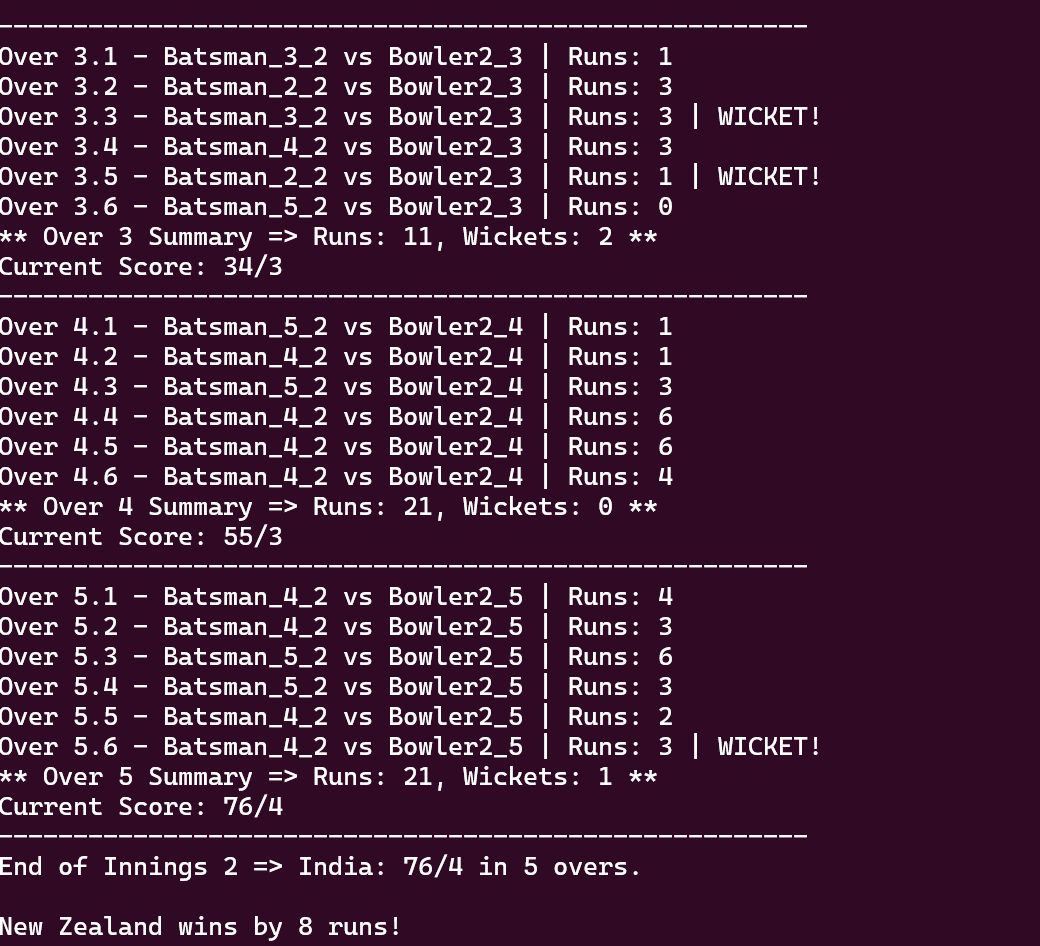 ------------------------------------------------------
Over 3.1 - Batsman_3_2 vs Bowler2_3 | Runs: 1
Over 3.2 - Batsman_2_2 vs Bowler2_3 | Runs: 3
Over 3.3 - Batsman_3_2 vs Bowler2_3 | Runs: 3 | WICKET!
Over 3.4 - Batsman_4_2 vs Bowler2_3 | Runs: 3
Over 3.5 - Batsman_2_2 vs Bowler2_3 | Runs: 1 | WICKET!
Over 3.6 - Batsman_5_2 vs Bowler2_3 | Runs: 0
** Over 3 Summary => Runs: 11, Wickets: 2 **
Current Score: 34/3
------------------------------------------------------
Over 4.1 - Batsman_5_2 vs Bowler2_4 | Runs: 1
Over 4.2 - Batsman_4_2 vs Bowler2_4 | Runs: 1
Over 4.3 - Batsman_5_2 vs Bowler2_4 | Runs: 3
Over 4.4 - Batsman_4_2 vs Bowler2_4 | Runs: 6
Over 4.5 - Batsman_4_2 vs Bowler2_4 | Runs: 6
Over 4.6 - Batsman_4_2 vs Bowler2_4 | Runs: 4
** Over 4 Summary => Runs: 21, Wickets: 0 **
Current Score: 55/3
------------------------------------------------------
Over 5.1 - Batsman_4_2 vs Bowler2_5 | Runs: 4
Over 5.2 - Batsman_4_2 vs Bowler2_5 | Runs: 3
Over 5.3 - Batsman_5_2 vs Bowler2_5 | Runs: 6
Over 5.4 - Batsman_5_2 vs Bowler2_5 | Runs: 3
Over 5.5 - Batsman_4_2 vs Bowler2_5 | Runs: 2
Over 5.6 - Batsman_4_2 vs Bowler2_5 | Runs: 3 | WICKET!
** Over 5 Summary => Runs: 21, Wickets: 1 **
Current Score: 76/4
------------------------------------------------------
End of Innings 2 => India: 76/4 in 5 overs.
New Zealand wins by 8 runs!